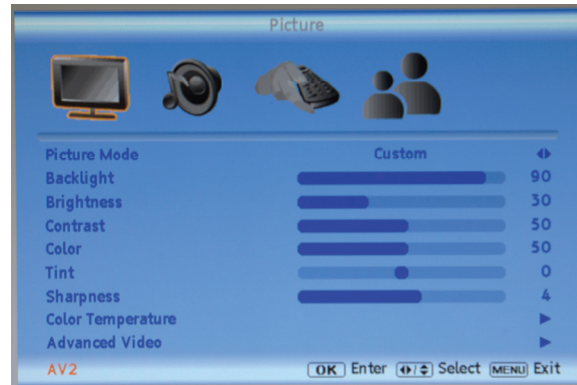 Picture
Picture Mode Custom
Backlight 90
Brightness 30
Contrast 50
Color 50
Tint 0
Sharpness 4
Color Temperature
Advanced Video
AV2 OK Enter Select MENU Exit